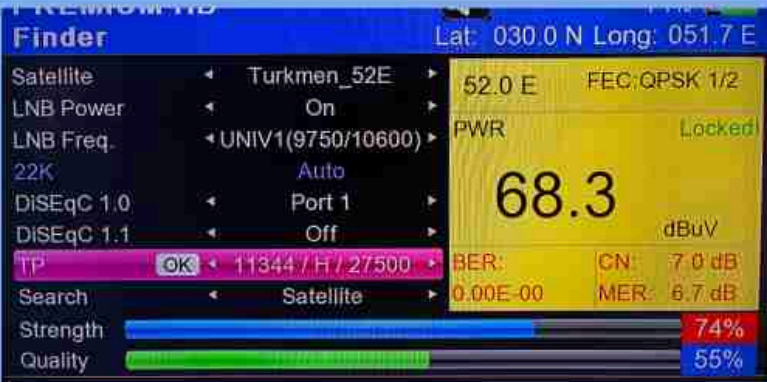 PREMIUM HD
Finder
Lat: 030.0 N Long: 051.7 E
Satellite Turkmen_52E
LNB Power On
LNB Freq. UNIV1(9750/10600)
22K Auto
DiSEqC 1.0 Port 1
DiSEqC 1.1 Off
TP OK 11344 / H / 27500
Search Satellite
52.0 E FEC:QPSK 1/2
PWR Locked
68.3
dBuV
BER: CN: 7.0 dB
0.00E-00 MER: 6.7 dB
Strength 74%
Quality 55%